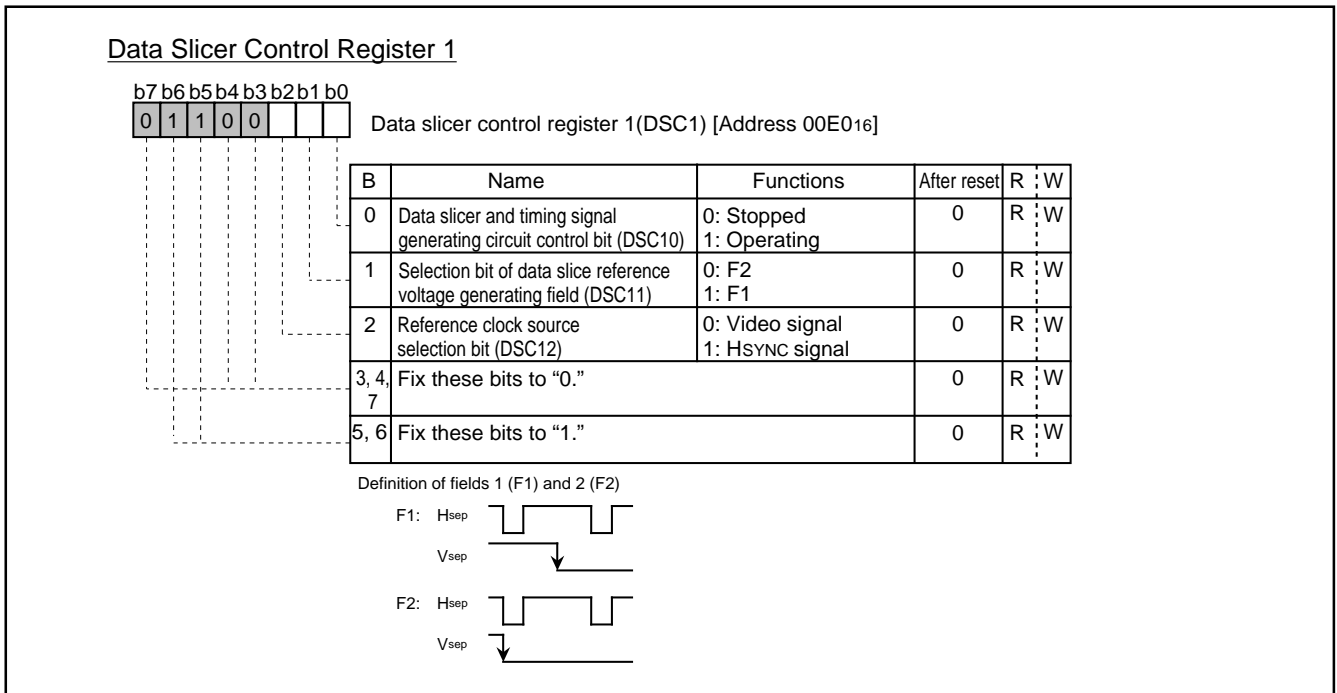 Data Slicer Control Register 1
b7 b6 b5 b4 b3 b2 b1 b0
0 1 1 0 0
Data slicer control register 1(DSC1) [Address 00E016]
B Name Functions After reset R W
0 Data slicer and timing signal 0: Stopped 0 R W
generating circuit control bit (DSC10) 1: Operating
1 Selection bit of data slice reference 0: F2 0 R W
voltage generating field (DSC11) 1: F1
2 Reference clock source 0: Video signal 0 R W
selection bit (DSC12) 1: HSYNC signal
3, 4, Fix these bits to “0.” 0 R W
7
5, 6 Fix these bits to “1.” 0 R W
Definition of fields 1 (F1) and 2 (F2)
F1: Hsep
Vsep
F2: Hsep
Vsep